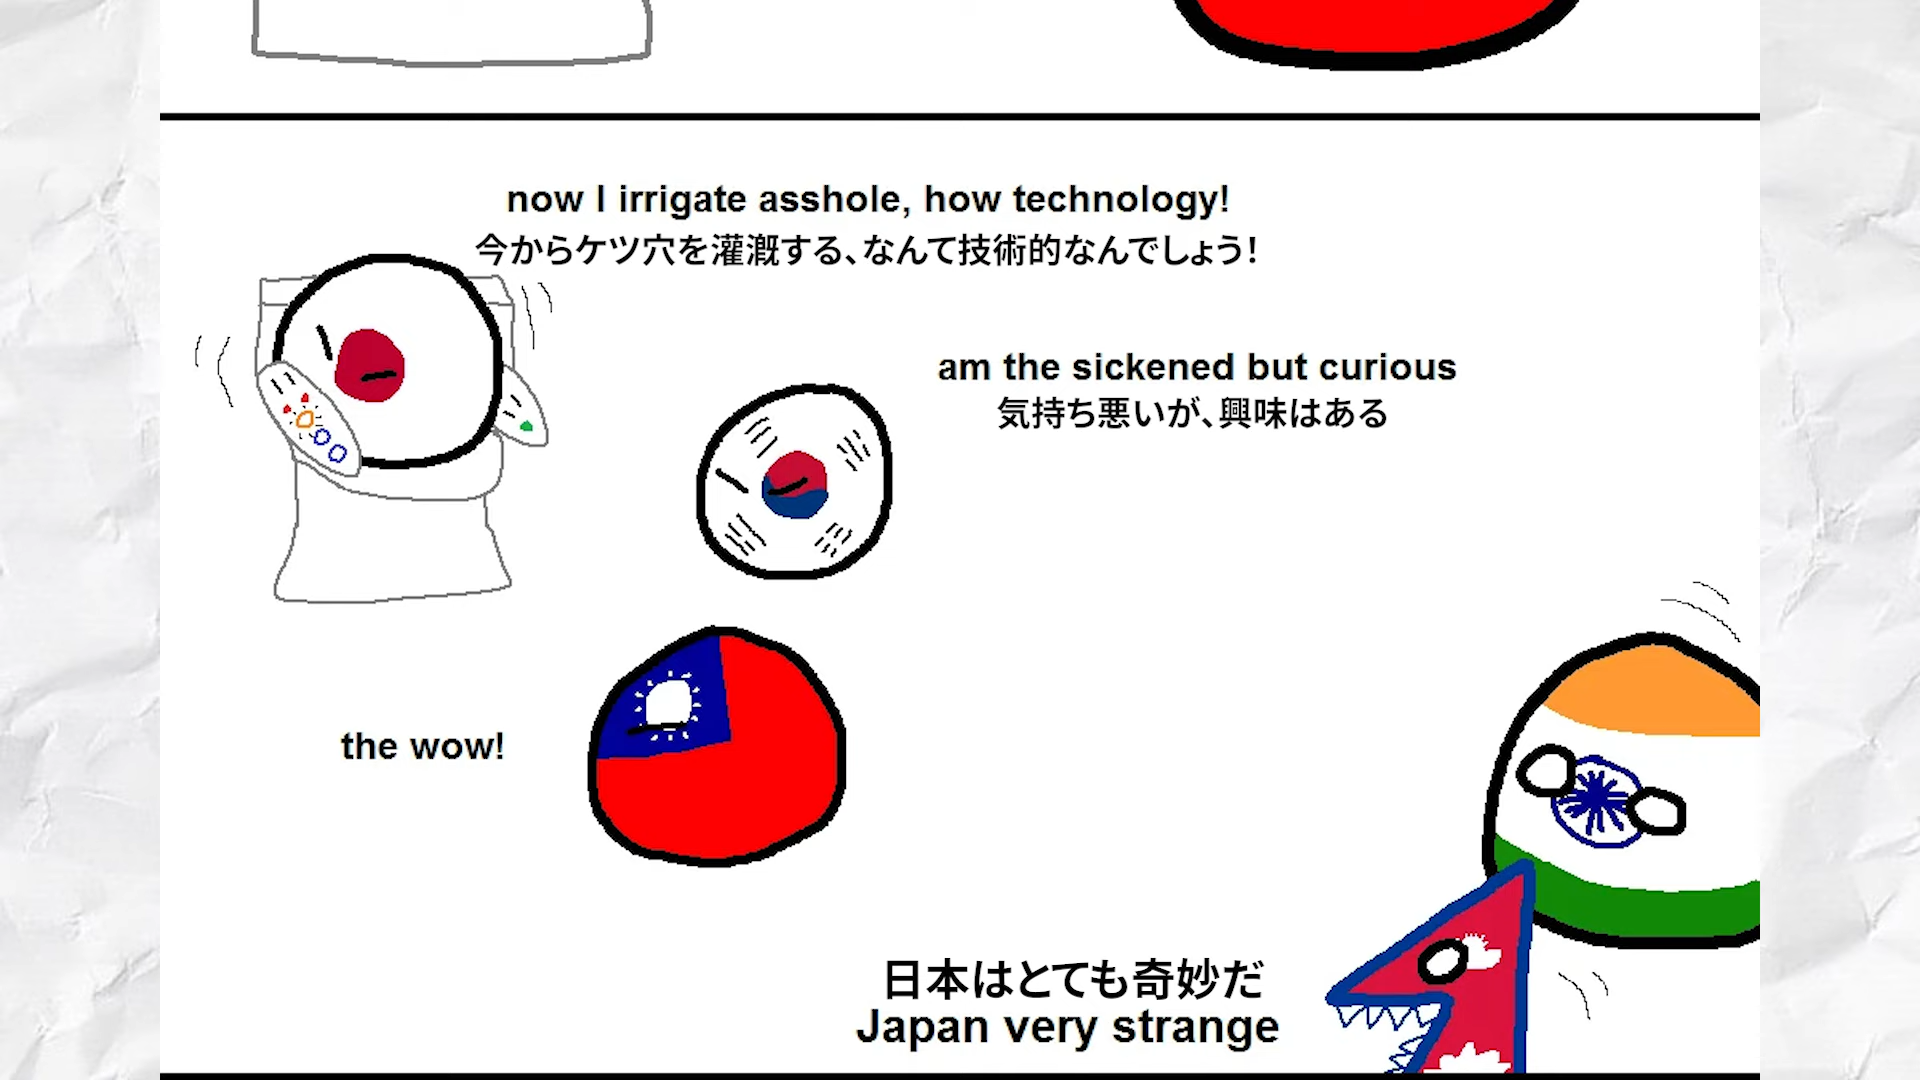 now I irrigate asshole, how technology!
今からケツ穴を灌漑する、なんて技術的なんでしょう！
am the sickened but curious
気持ち悪いが、興味はある
the wow!
日本はとても奇妙だ
Japan very strange